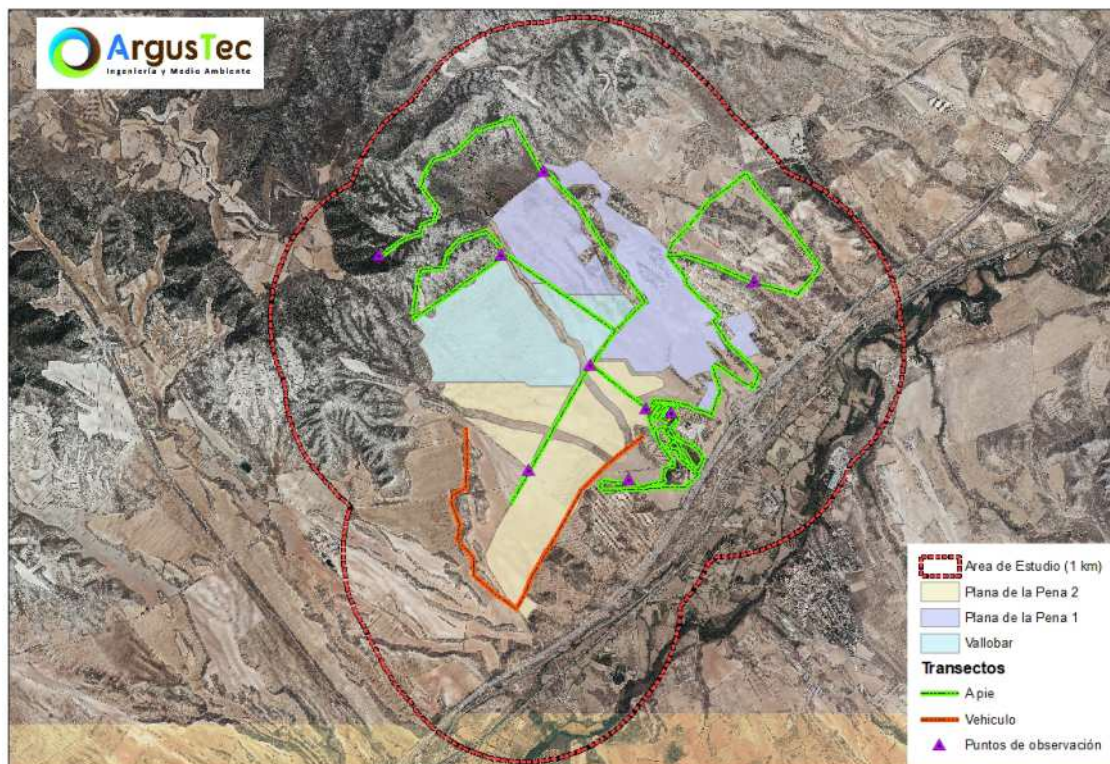 ArgusTec
Ingeniería y Medio Ambiente
Area de Estudio (1 km)
Plana de la Pena 2
Plana de la Pena 1
Vallobar
Transectos
A pie
Vehiculo
Puntos de observación